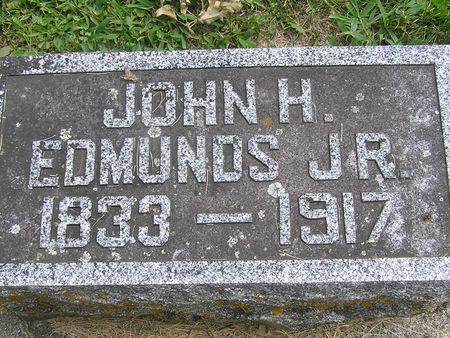 JOHN H.
EDMUNDS JR.
1833 — 1917